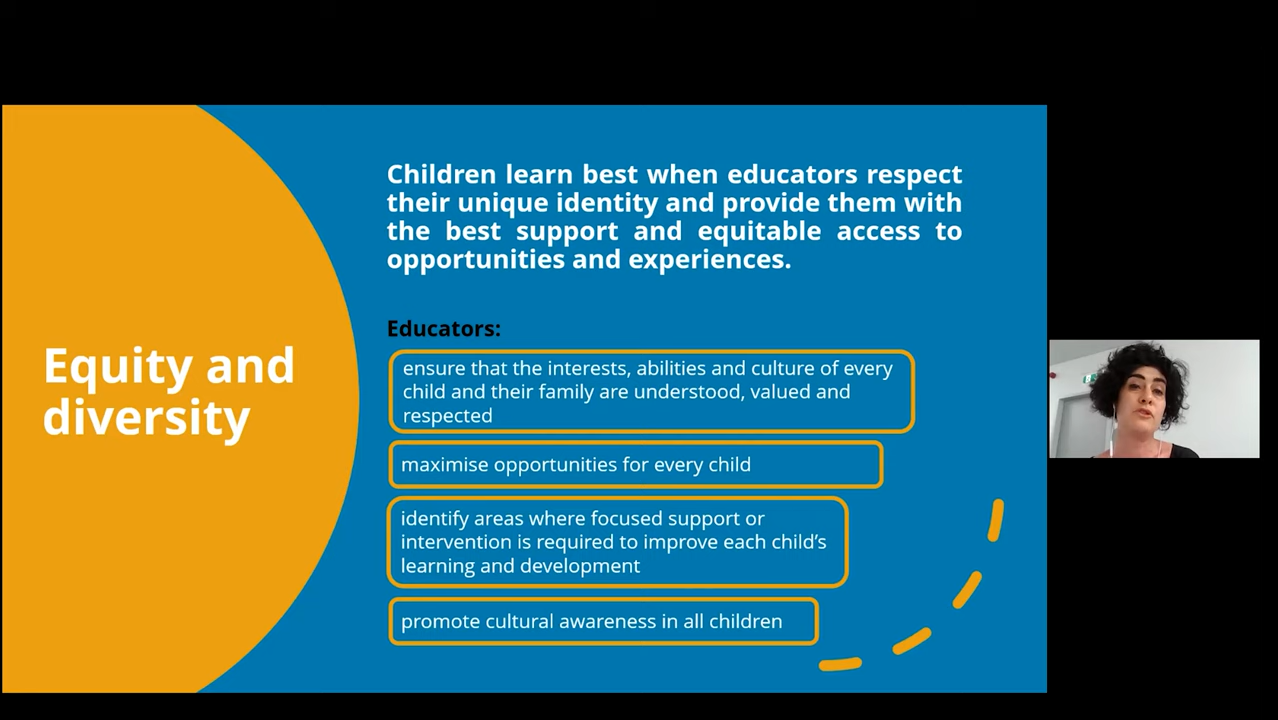 Equity and
diversity
Children learn best when educators respect
their unique identity and provide them with
the best support and equitable access to
opportunities and experiences.
Educators:
ensure that the interests, abilities and culture of every
child and their family are understood, valued and
respected
maximise opportunities for every child
identify areas where focused support or
intervention is required to improve each child’s
learning and development
promote cultural awareness in all children